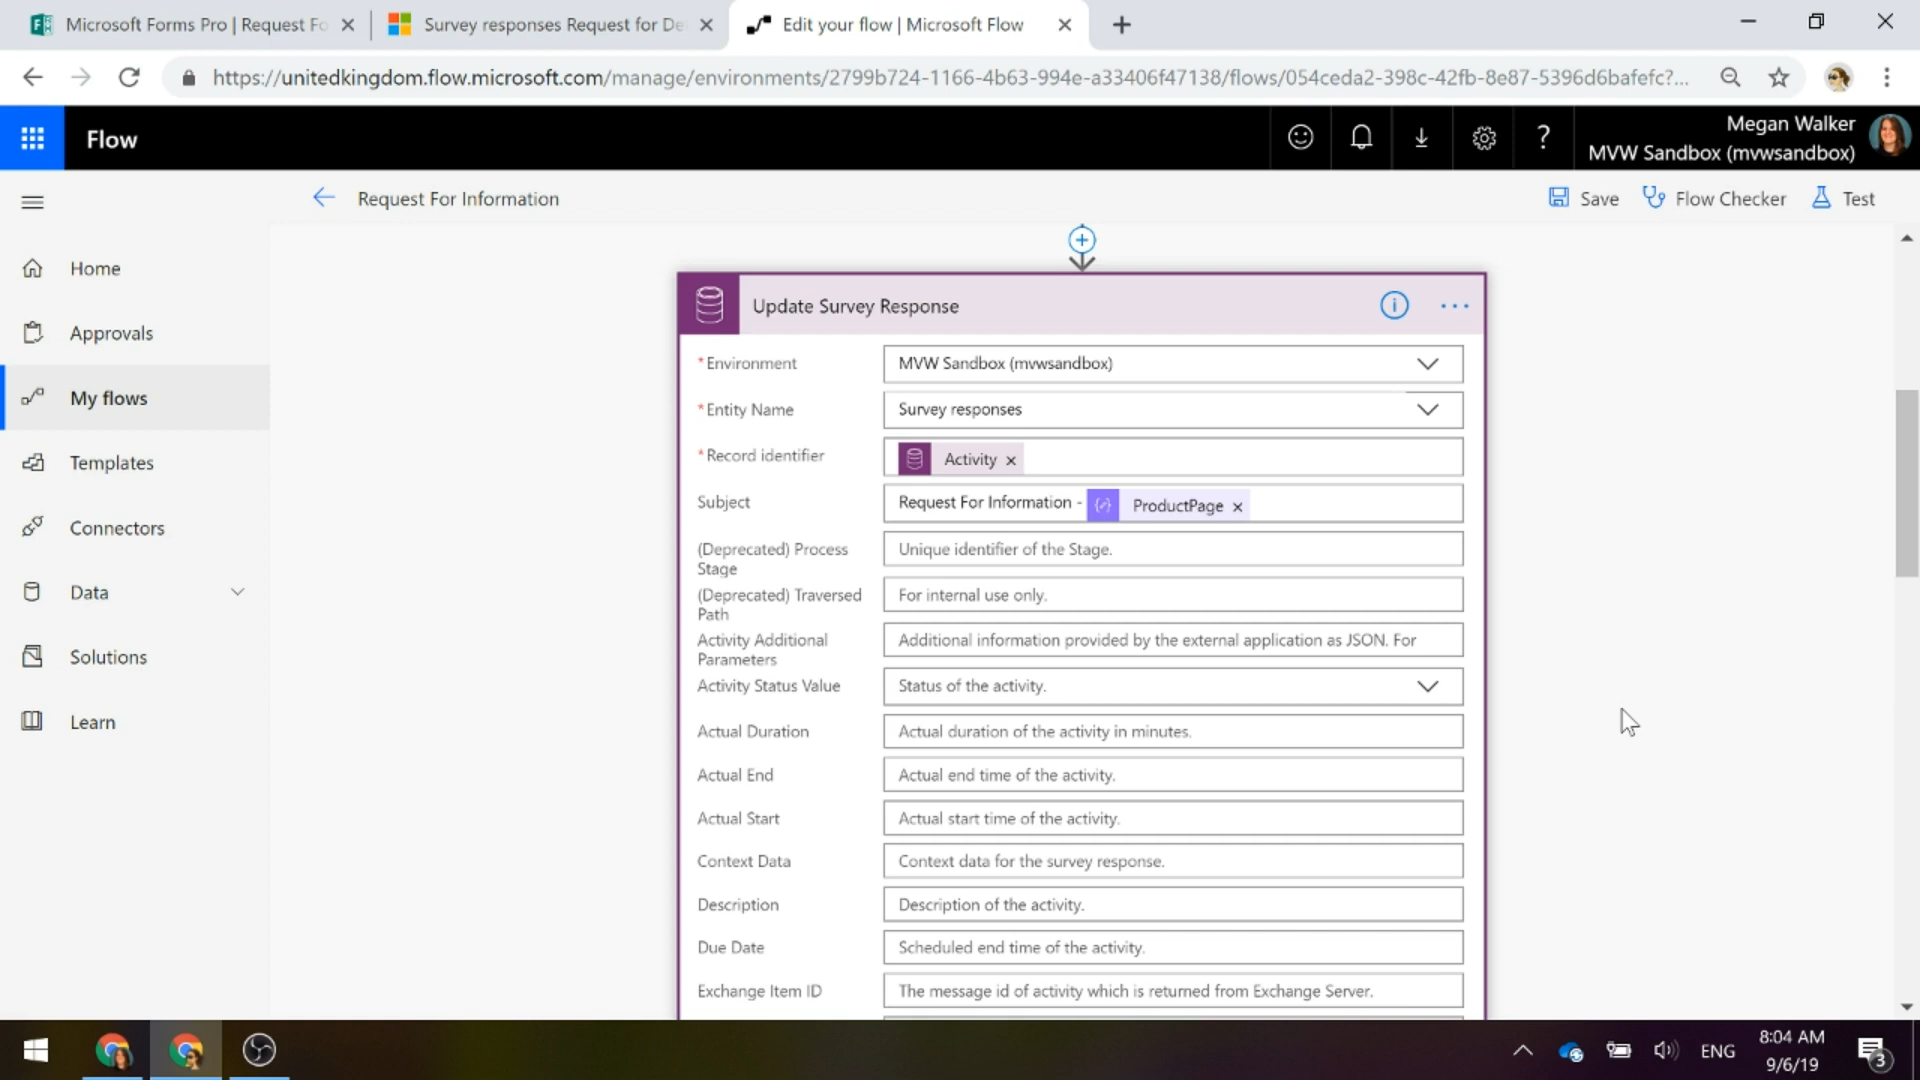 Microsoft Forms Pro | Request Fo
Survey responses Request for De
Edit your flow | Microsoft Flow
https://unitedkingdom.flow.microsoft.com/manage/environments/2799b724-1166-4b63-994e-a33406f47138/flows/054ceda2-398c-42fb-8e87-5396d6bafefc?...
Flow
Megan Walker
MVW Sandbox (mvwsandbox)
Request For Information
Save
Flow Checker
Test
Home
Approvals
My flows
Templates
Connectors
Data
Solutions
Learn
Update Survey Response
* Environment
MVW Sandbox (mvwsandbox)
* Entity Name
Survey responses
* Record identifier
Activity
Subject
Request For Information - ProductPage
(Deprecated) Process Stage
Unique identifier of the Stage.
(Deprecated) Traversed Path
For internal use only.
Activity Additional Parameters
Additional information provided by the external application as JSON. For
Activity Status Value
Status of the activity.
Actual Duration
Actual duration of the activity in minutes.
Actual End
Actual end time of the activity.
Actual Start
Actual start time of the activity.
Context Data
Context data for the survey response.
Description
Description of the activity.
Due Date
Scheduled end time of the activity.
Exchange Item ID
The message id of activity which is returned from Exchange Server.
ENG
8:04 AM
9/6/19
3